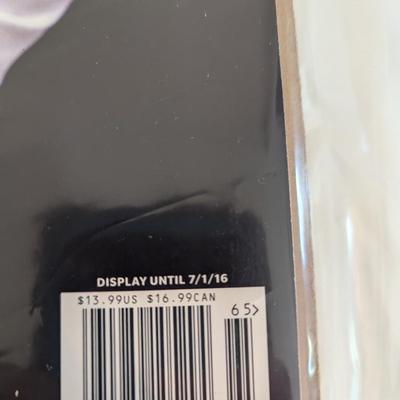 DISPLAY UNTIL 7/1/16
$13.99US $16.99CAN
65>